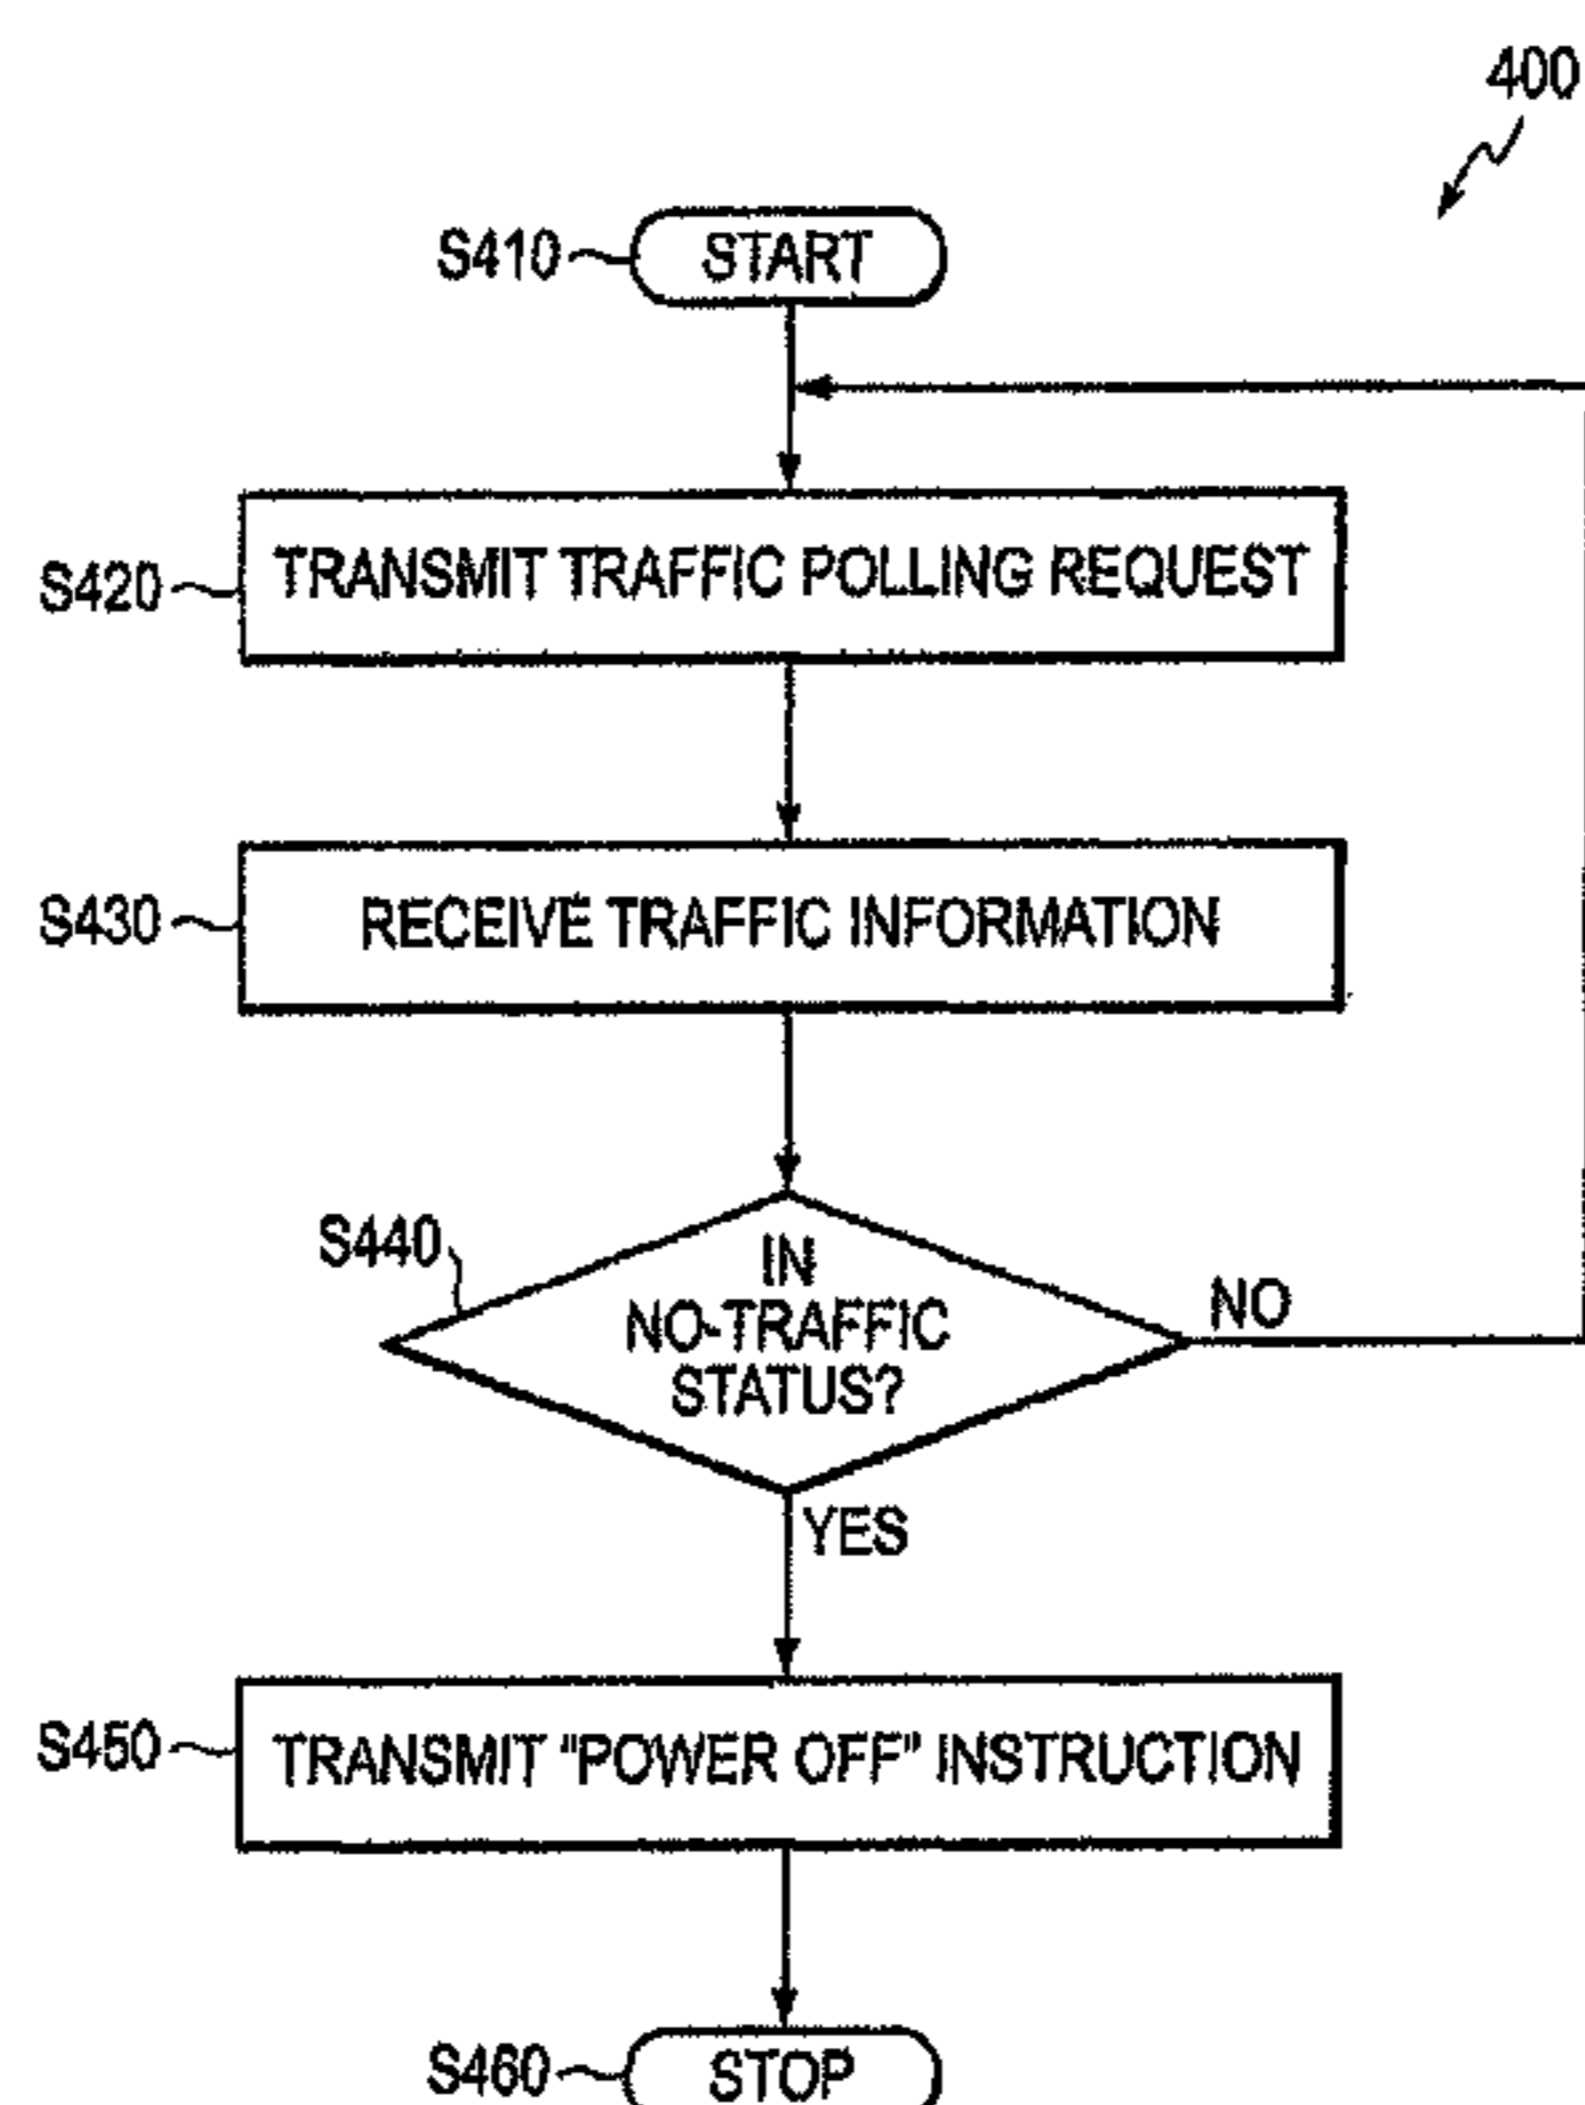 400
S410 START
S420 TRANSMIT TRAFFIC POLLING REQUEST
S430 RECEIVE TRAFFIC INFORMATION
S440
IN
NO-TRAFFIC
STATUS?
NO
YES
S450 TRANSMIT "POWER OFF" INSTRUCTION
S460 STOP